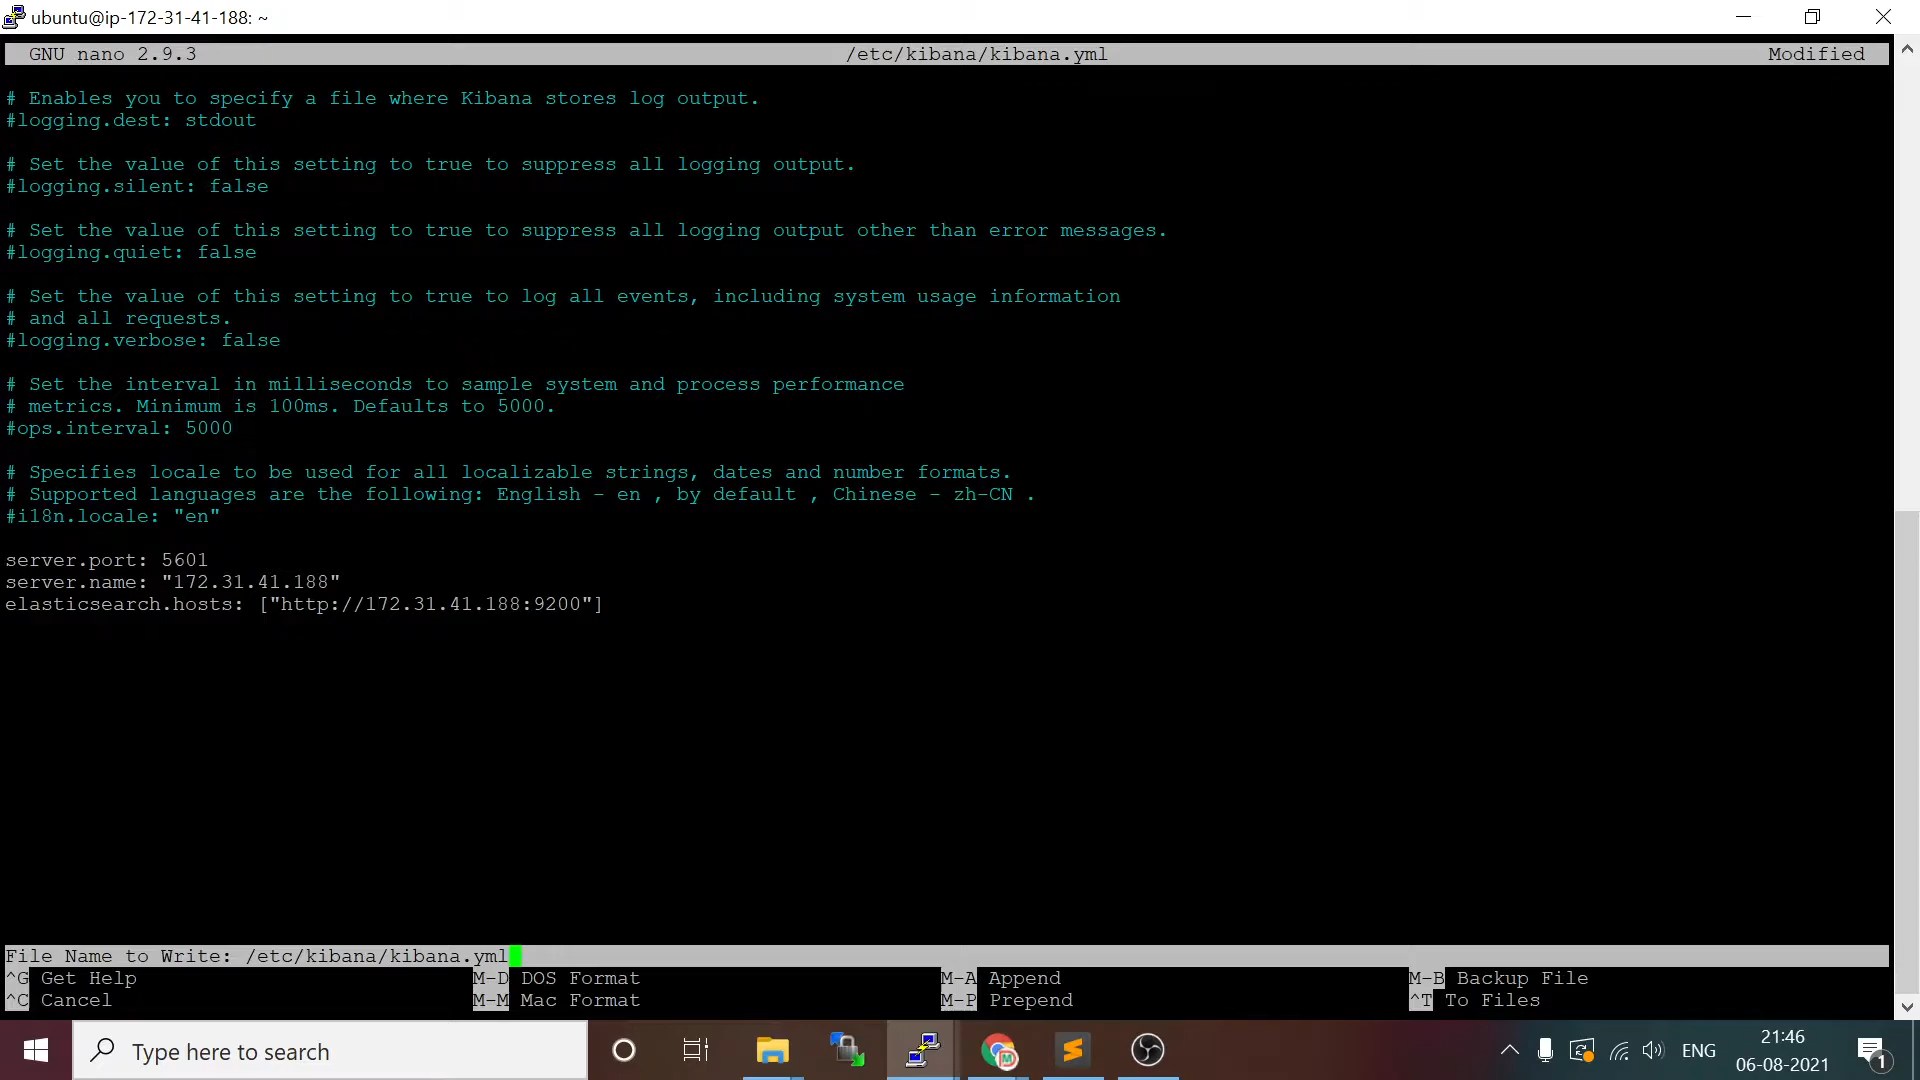 ubuntu@ip-172-31-41-188: ~
GNU nano 2.9.3 /etc/kibana/kibana.yml Modified
# Enables you to specify a file where Kibana stores log output.
#logging.dest: stdout
# Set the value of this setting to true to suppress all logging output.
#logging.silent: false
# Set the value of this setting to true to suppress all logging output other than error messages.
#logging.quiet: false
# Set the value of this setting to true to log all events, including system usage information
# and all requests.
#logging.verbose: false
# Set the interval in milliseconds to sample system and process performance
# metrics. Minimum is 100ms. Defaults to 5000.
#ops.interval: 5000
# Specifies locale to be used for all localizable strings, dates and number formats.
# Supported languages are the following: English - en , by default , Chinese - zh-CN .
#i18n.locale: "en"
server.port: 5601
server.name: "172.31.41.188"
elasticsearch.hosts: ["http://172.31.41.188:9200"]
File Name to Write: /etc/kibana/kibana.yml
^G Get Help M-D DOS Format M-A Append M-B Backup File
^C Cancel M-M Mac Format M-P Prepend ^T To Files
Type here to search
ENG
21:46
06-08-2021
1